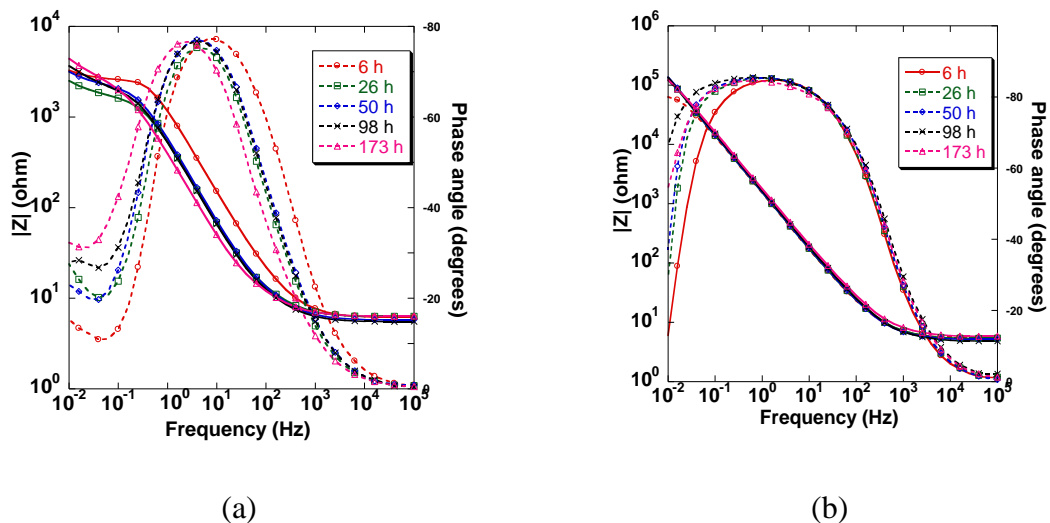 10^4
10^3
10^2
10^1
10^0
|Z| (ohm)
-80
-60
-40
-20
0
Phase angle (degrees)
6 h
26 h
50 h
98 h
173 h
10^-2 10^-1 10^0 10^1 10^2 10^3 10^4 10^5
Frequency (Hz)
(a)
10^6
10^5
10^4
10^3
10^2
10^1
10^0
|Z| (ohm)
-80
-60
-40
-20
0
Phase angle (degrees)
6 h
26 h
50 h
98 h
173 h
10^-2 10^-1 10^0 10^1 10^2 10^3 10^4 10^5
Frequency (Hz)
(b)